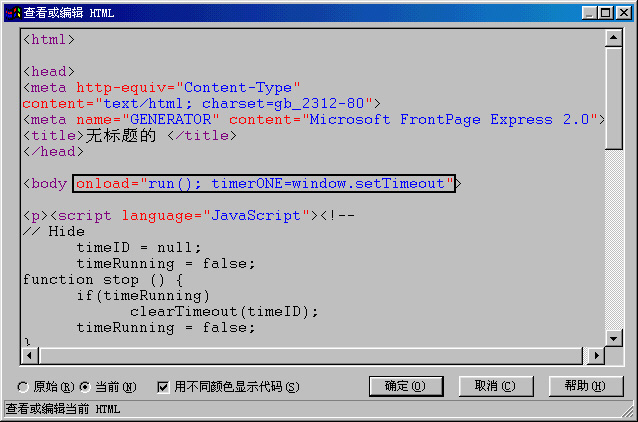 查看或编辑 HTML
<html>
<head>
<meta http-equiv="Content-Type"
content="text/html; charset=gb_2312-80">
<meta name="GENERATOR" content="Microsoft FrontPage Express 2.0">
<title>无标题的 </title>
</head>
<body onload="run(); timerONE=window.setTimeout">
<p><script language="JavaScript"><!--
// Hide
timeID = null;
timeRunning = false;
function stop () {
if(timeRunning)
clearTimeout(timeID);
timeRunning = false;
}
原始(R) 当前(N) 用不同颜色显示代码(S) 确定(O) 取消(C) 帮助(H)
查看或编辑当前 HTML